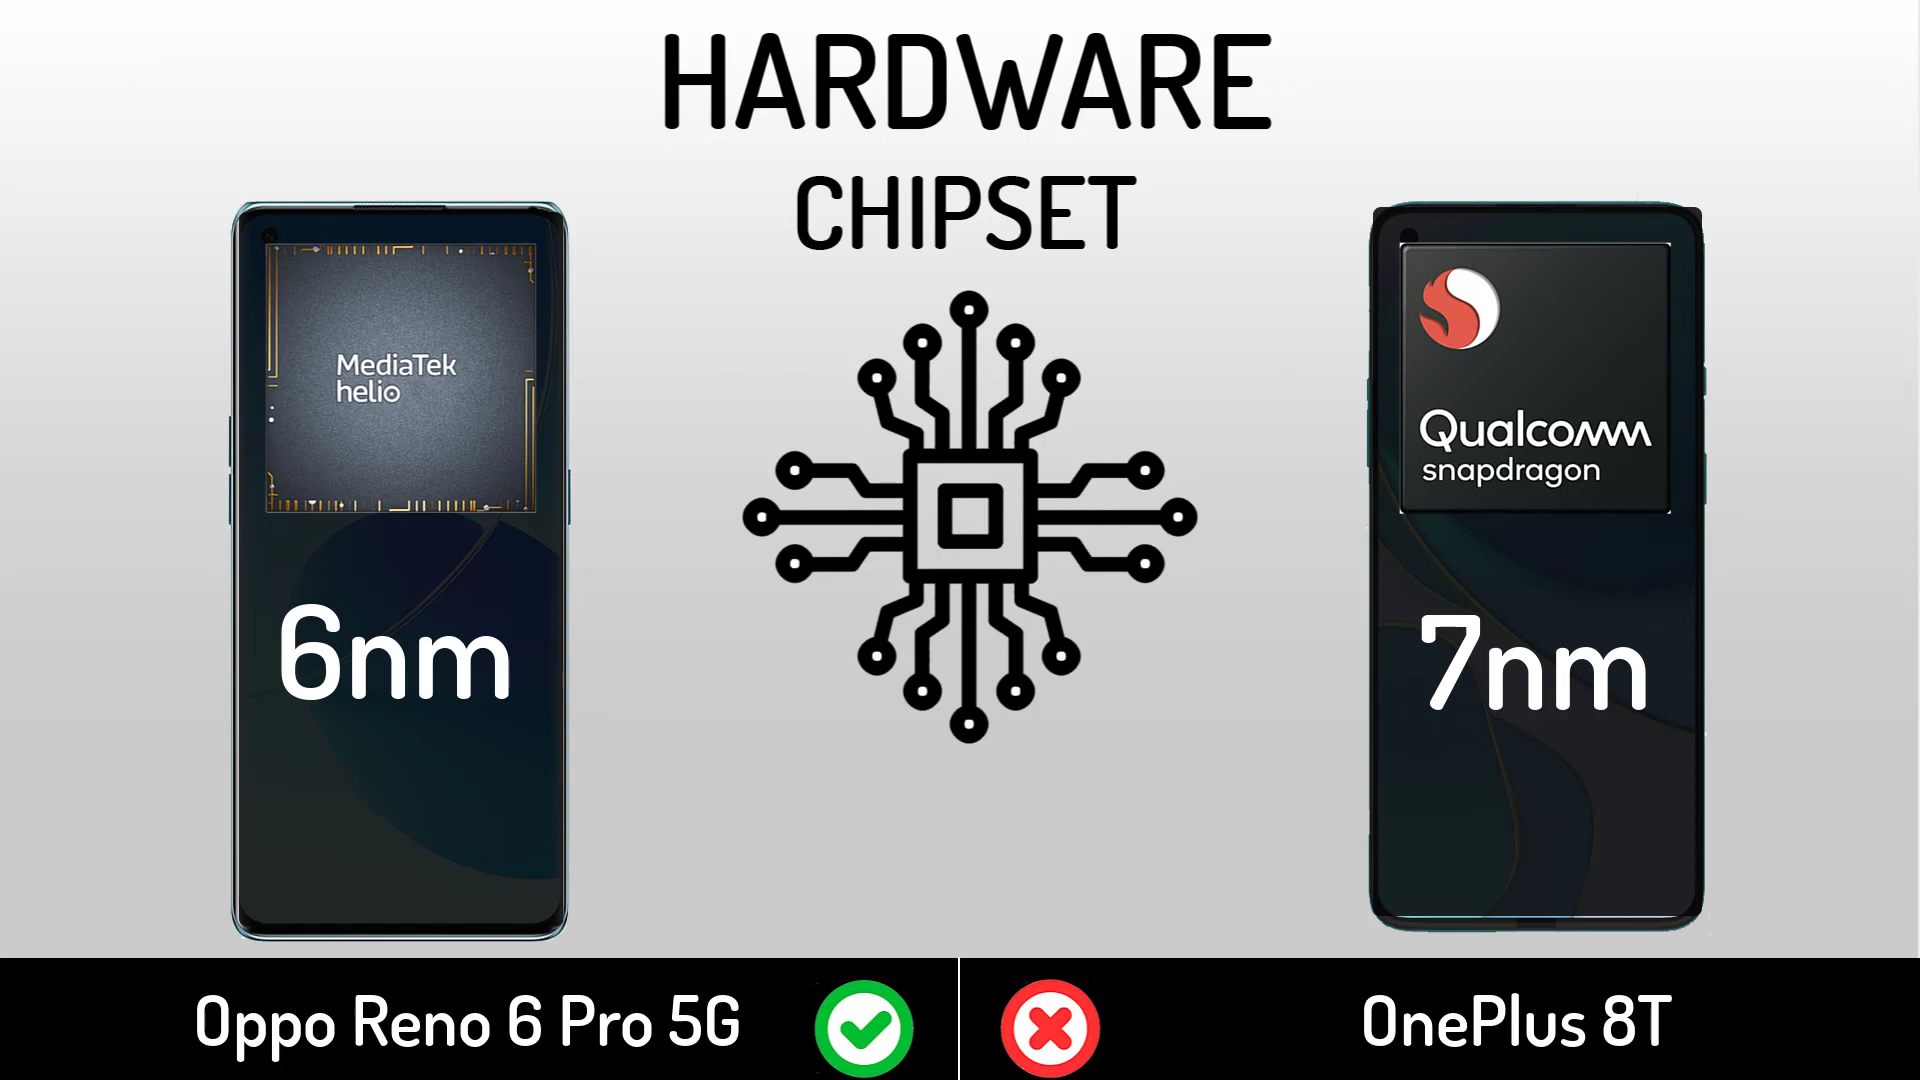 HARDWARE
CHIPSET
MediaTek
helio
6nm
Qualcomm
snapdragon
7nm
Oppo Reno 6 Pro 5G
OnePlus 8T